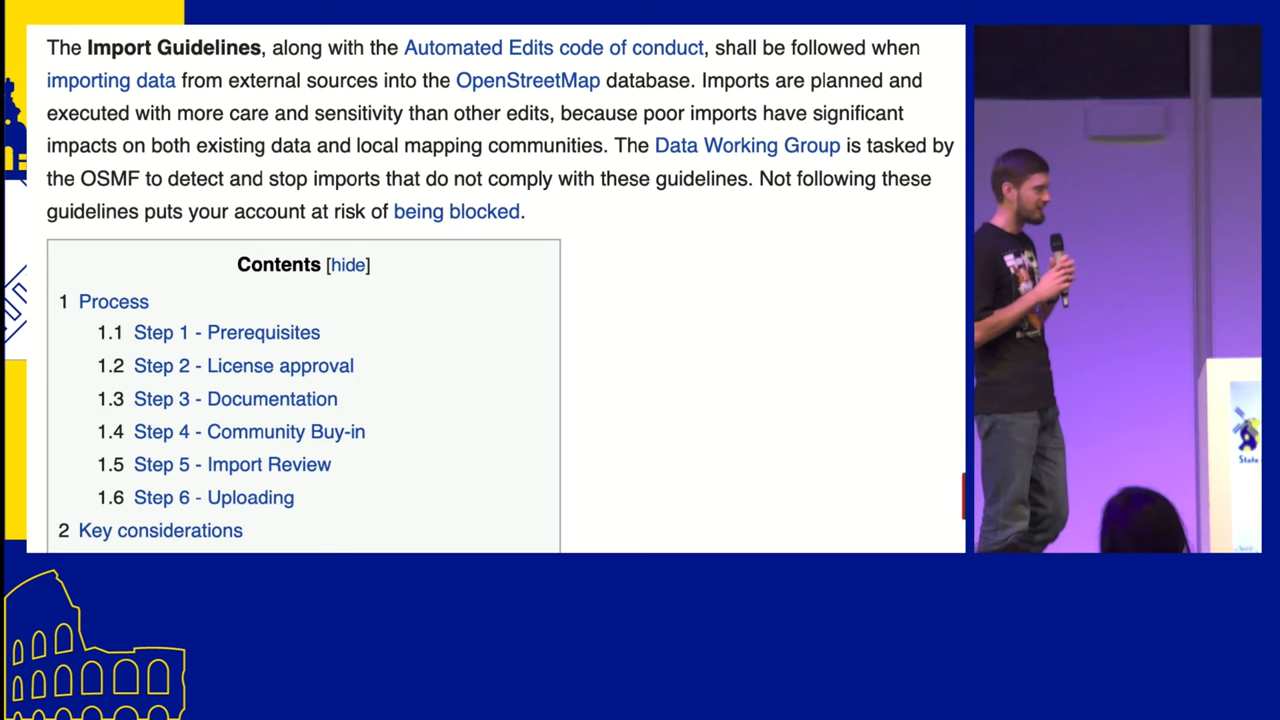 The Import Guidelines, along with the Automated Edits code of conduct, shall be followed when
importing data from external sources into the OpenStreetMap database. Imports are planned and
executed with more care and sensitivity than other edits, because poor imports have significant
impacts on both existing data and local mapping communities. The Data Working Group is tasked by
the OSMF to detect and stop imports that do not comply with these guidelines. Not following these
guidelines puts your account at risk of being blocked.
Contents [hide]
1 Process
1.1 Step 1 - Prerequisites
1.2 Step 2 - License approval
1.3 Step 3 - Documentation
1.4 Step 4 - Community Buy-in
1.5 Step 5 - Import Review
1.6 Step 6 - Uploading
2 Key considerations
State